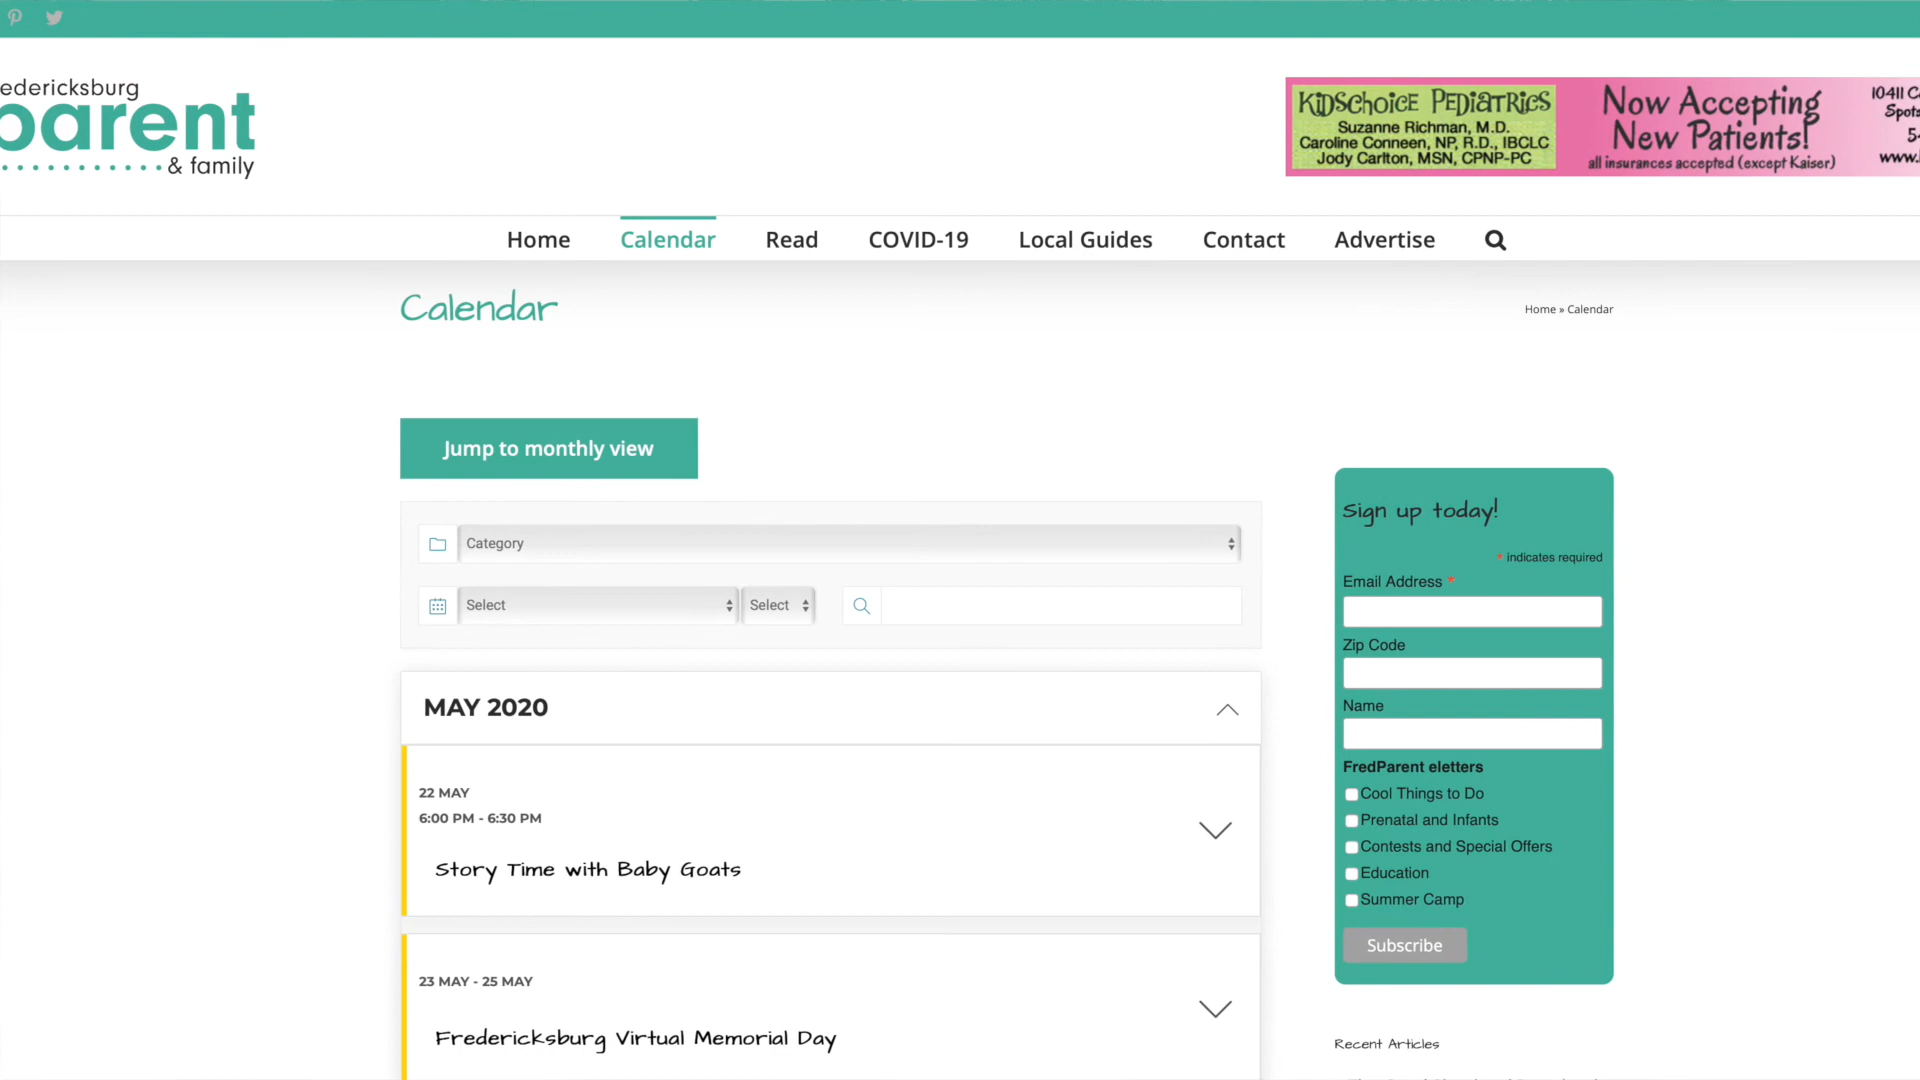 edericksburg
parent
& family
KIDSCHOICE PEDIATRICS
Suzanne Richman, M.D.
Caroline Conneen, NP, R.D., IBCLC
Jody Carlton, MSN, CPNP-PC
Now Accepting
New Patients!
all insurances accepted (except Kaiser)
10411 C
Spots
5
www.
Home Calendar Read COVID-19 Local Guides Contact Advertise
Calendar
Home » Calendar
Jump to monthly view
Category
Select Select
MAY 2020
22 MAY
6:00 PM - 6:30 PM
Story Time with Baby Goats
23 MAY - 25 MAY
Fredericksburg Virtual Memorial Day
Sign up today!
* indicates required
Email Address *
Zip Code
Name
FredParent eletters
Cool Things to Do
Prenatal and Infants
Contests and Special Offers
Education
Summer Camp
Subscribe
Recent Articles